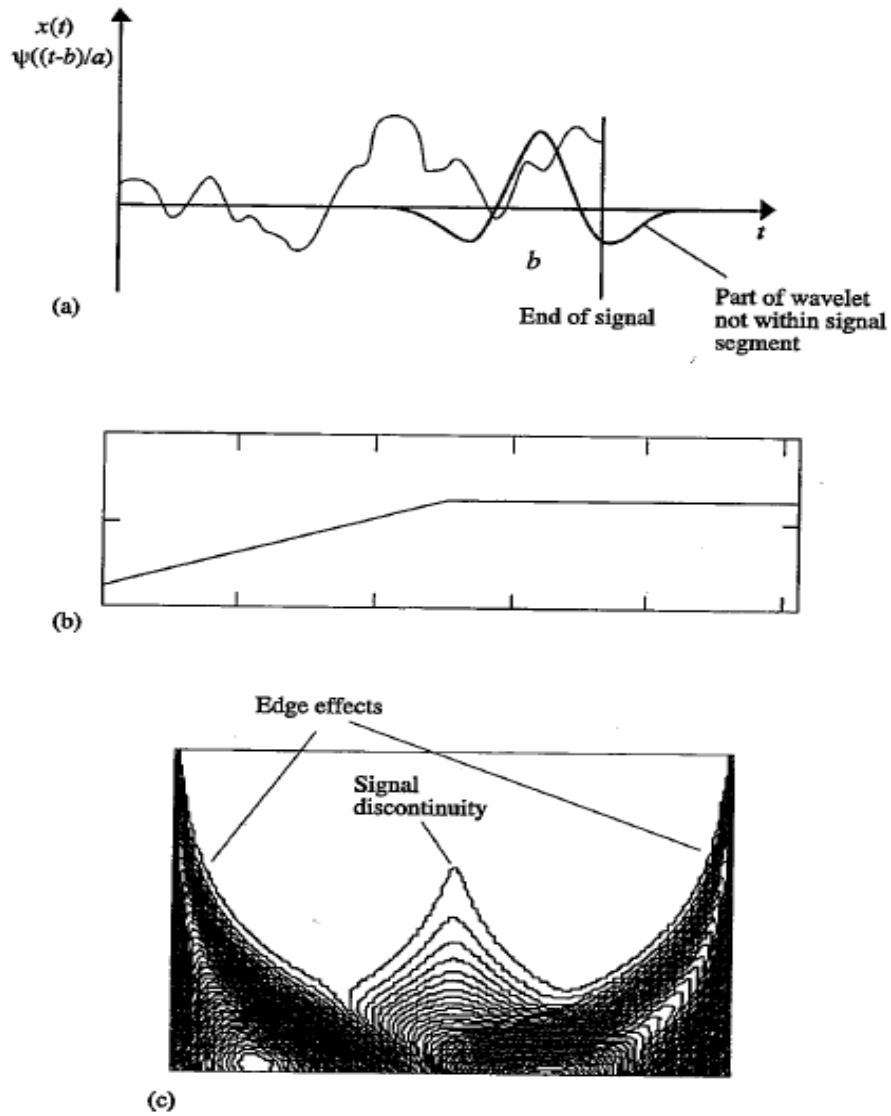 x(t)
ψ((t-b)/a)
t
b
(a)
End of signal
Part of wavelet
not within signal
segment
(b)
Edge effects
Signal
discontinuity
(c)